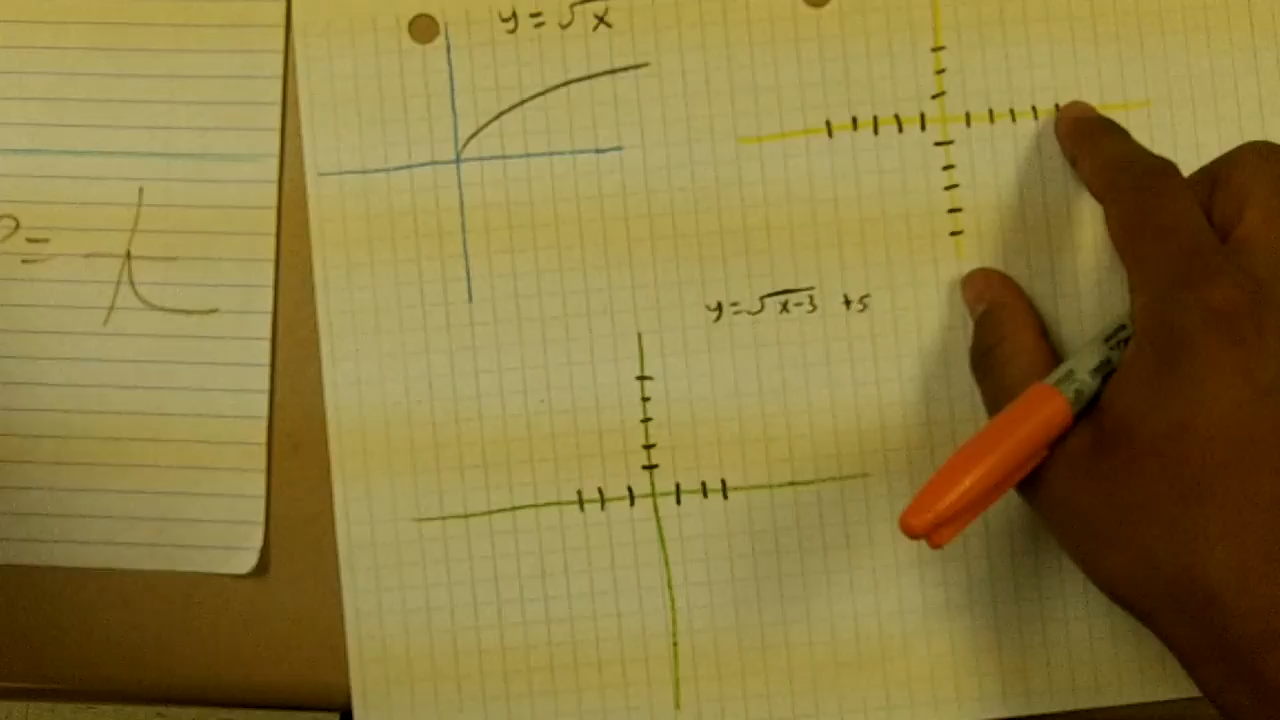 y = √x
y = √x-3 +5